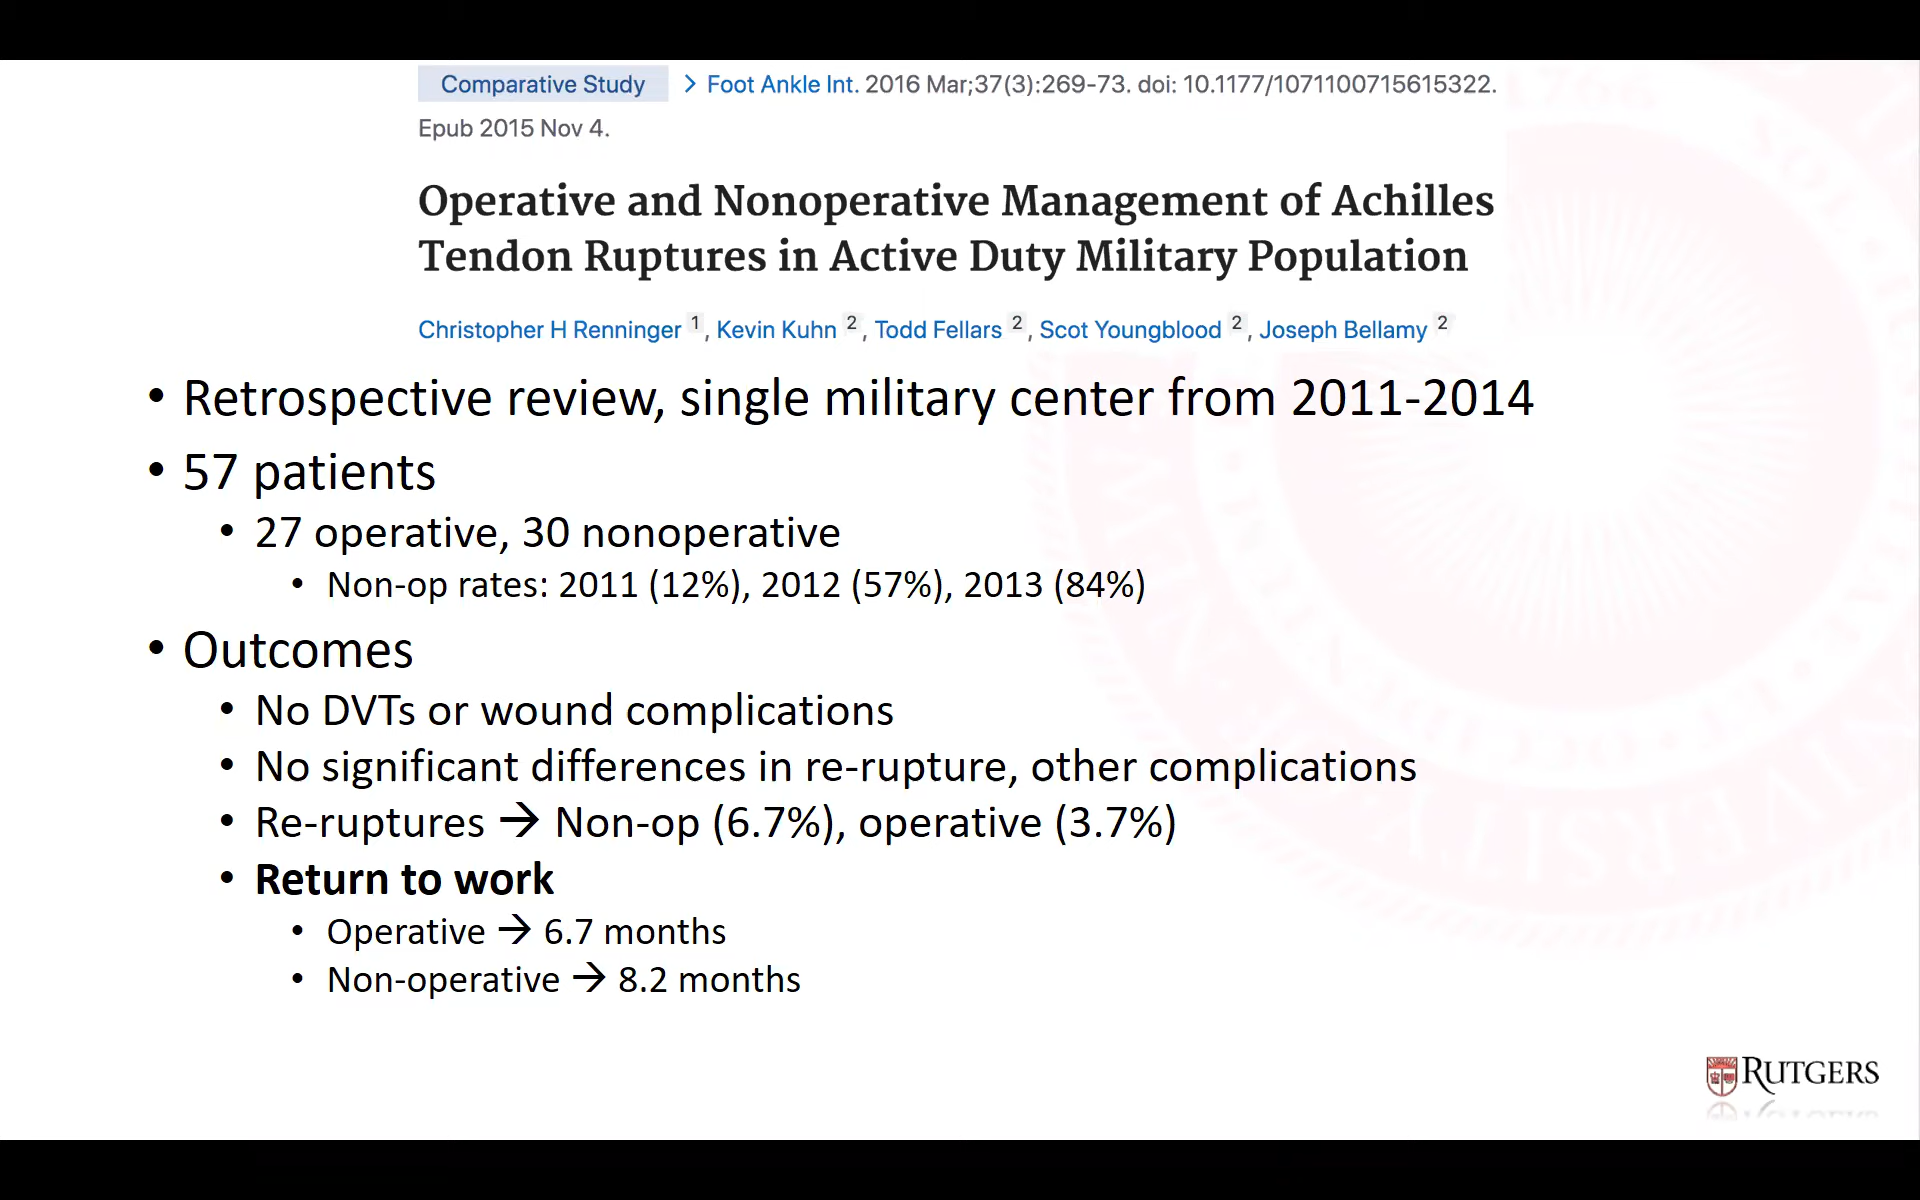 Comparative Study > Foot Ankle Int. 2016 Mar;37(3):269-73. doi: 10.1177/1071100715615322.
Epub 2015 Nov 4.
Operative and Nonoperative Management of Achilles
Tendon Ruptures in Active Duty Military Population
Christopher H Renninger 1, Kevin Kuhn 2, Todd Fellars 2, Scot Youngblood 2, Joseph Bellamy 2
• Retrospective review, single military center from 2011-2014
• 57 patients
• 27 operative, 30 nonoperative
• Non-op rates: 2011 (12%), 2012 (57%), 2013 (84%)
• Outcomes
• No DVTs or wound complications
• No significant differences in re-rupture, other complications
• Re-ruptures → Non-op (6.7%), operative (3.7%)
• Return to work
• Operative → 6.7 months
• Non-operative → 8.2 months
RUTGERS